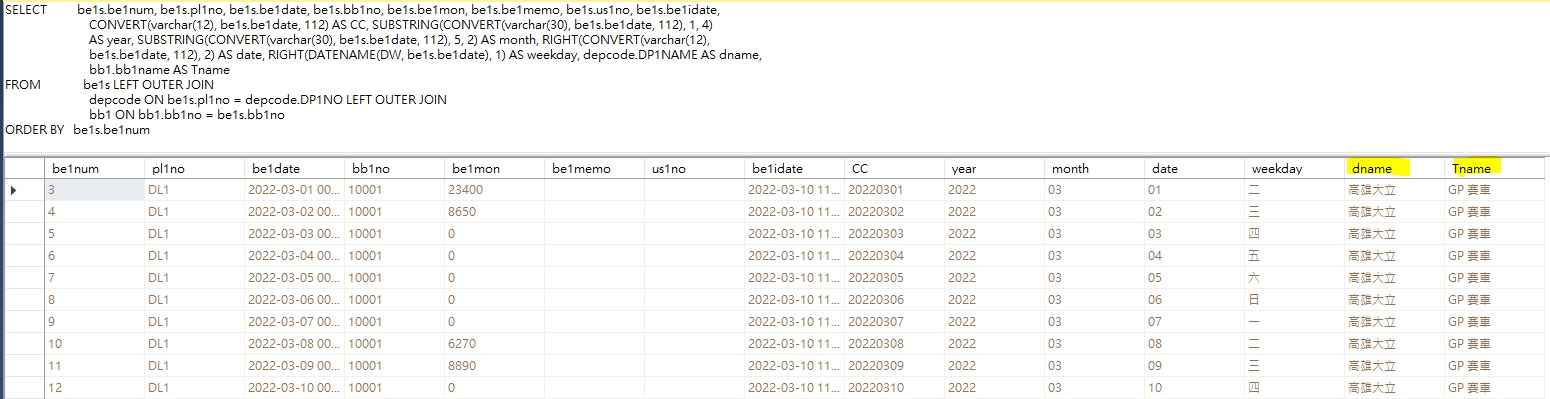 SELECT be1s.be1num, be1s.pl1no, be1s.be1date, be1s.bb1no, be1s.be1mon, be1s.be1memo, be1s.us1no, be1s.be1idate,
CONVERT(varchar(12), be1s.be1date, 112) AS CC, SUBSTRING(CONVERT(varchar(30), be1s.be1date, 112), 1, 4)
AS year, SUBSTRING(CONVERT(varchar(30), be1s.be1date, 112), 5, 2) AS month, RIGHT(CONVERT(varchar(12),
be1s.be1date, 112), 2) AS date, RIGHT(DATENAME(DW, be1s.be1date), 1) AS weekday, depcode.DP1NAME AS dname,
bb1.bb1name AS Tname
FROM be1s LEFT OUTER JOIN
depcode ON be1s.pl1no = depcode.DP1NO LEFT OUTER JOIN
bb1 ON bb1.bb1no = be1s.bb1no
ORDER BY be1s.be1num
be1num pl1no be1date bb1no be1mon be1memo us1no be1idate CC year month date weekday dname Tname
3 DL1 2022-03-01 00... 10001 23400 2022-03-10 11... 20220301 2022 03 01 二 高雄大立 GP 賽車
4 DL1 2022-03-02 00... 10001 8650 2022-03-10 11... 20220302 2022 03 02 三 高雄大立 GP 賽車
5 DL1 2022-03-03 00... 10001 0 2022-03-10 11... 20220303 2022 03 03 四 高雄大立 GP 賽車
6 DL1 2022-03-04 00... 10001 0 2022-03-10 11... 20220304 2022 03 04 五 高雄大立 GP 賽車
7 DL1 2022-03-05 00... 10001 0 2022-03-10 11... 20220305 2022 03 05 六 高雄大立 GP 賽車
8 DL1 2022-03-06 00... 10001 0 2022-03-10 11... 20220306 2022 03 06 日 高雄大立 GP 賽車
9 DL1 2022-03-07 00... 10001 0 2022-03-10 11... 20220307 2022 03 07 一 高雄大立 GP 賽車
10 DL1 2022-03-08 00... 10001 6270 2022-03-10 11... 20220308 2022 03 08 二 高雄大立 GP 賽車
11 DL1 2022-03-09 00... 10001 8890 2022-03-10 11... 20220309 2022 03 09 三 高雄大立 GP 賽車
12 DL1 2022-03-10 00... 10001 0 2022-03-10 11... 20220310 2022 03 10 四 高雄大立 GP 賽車